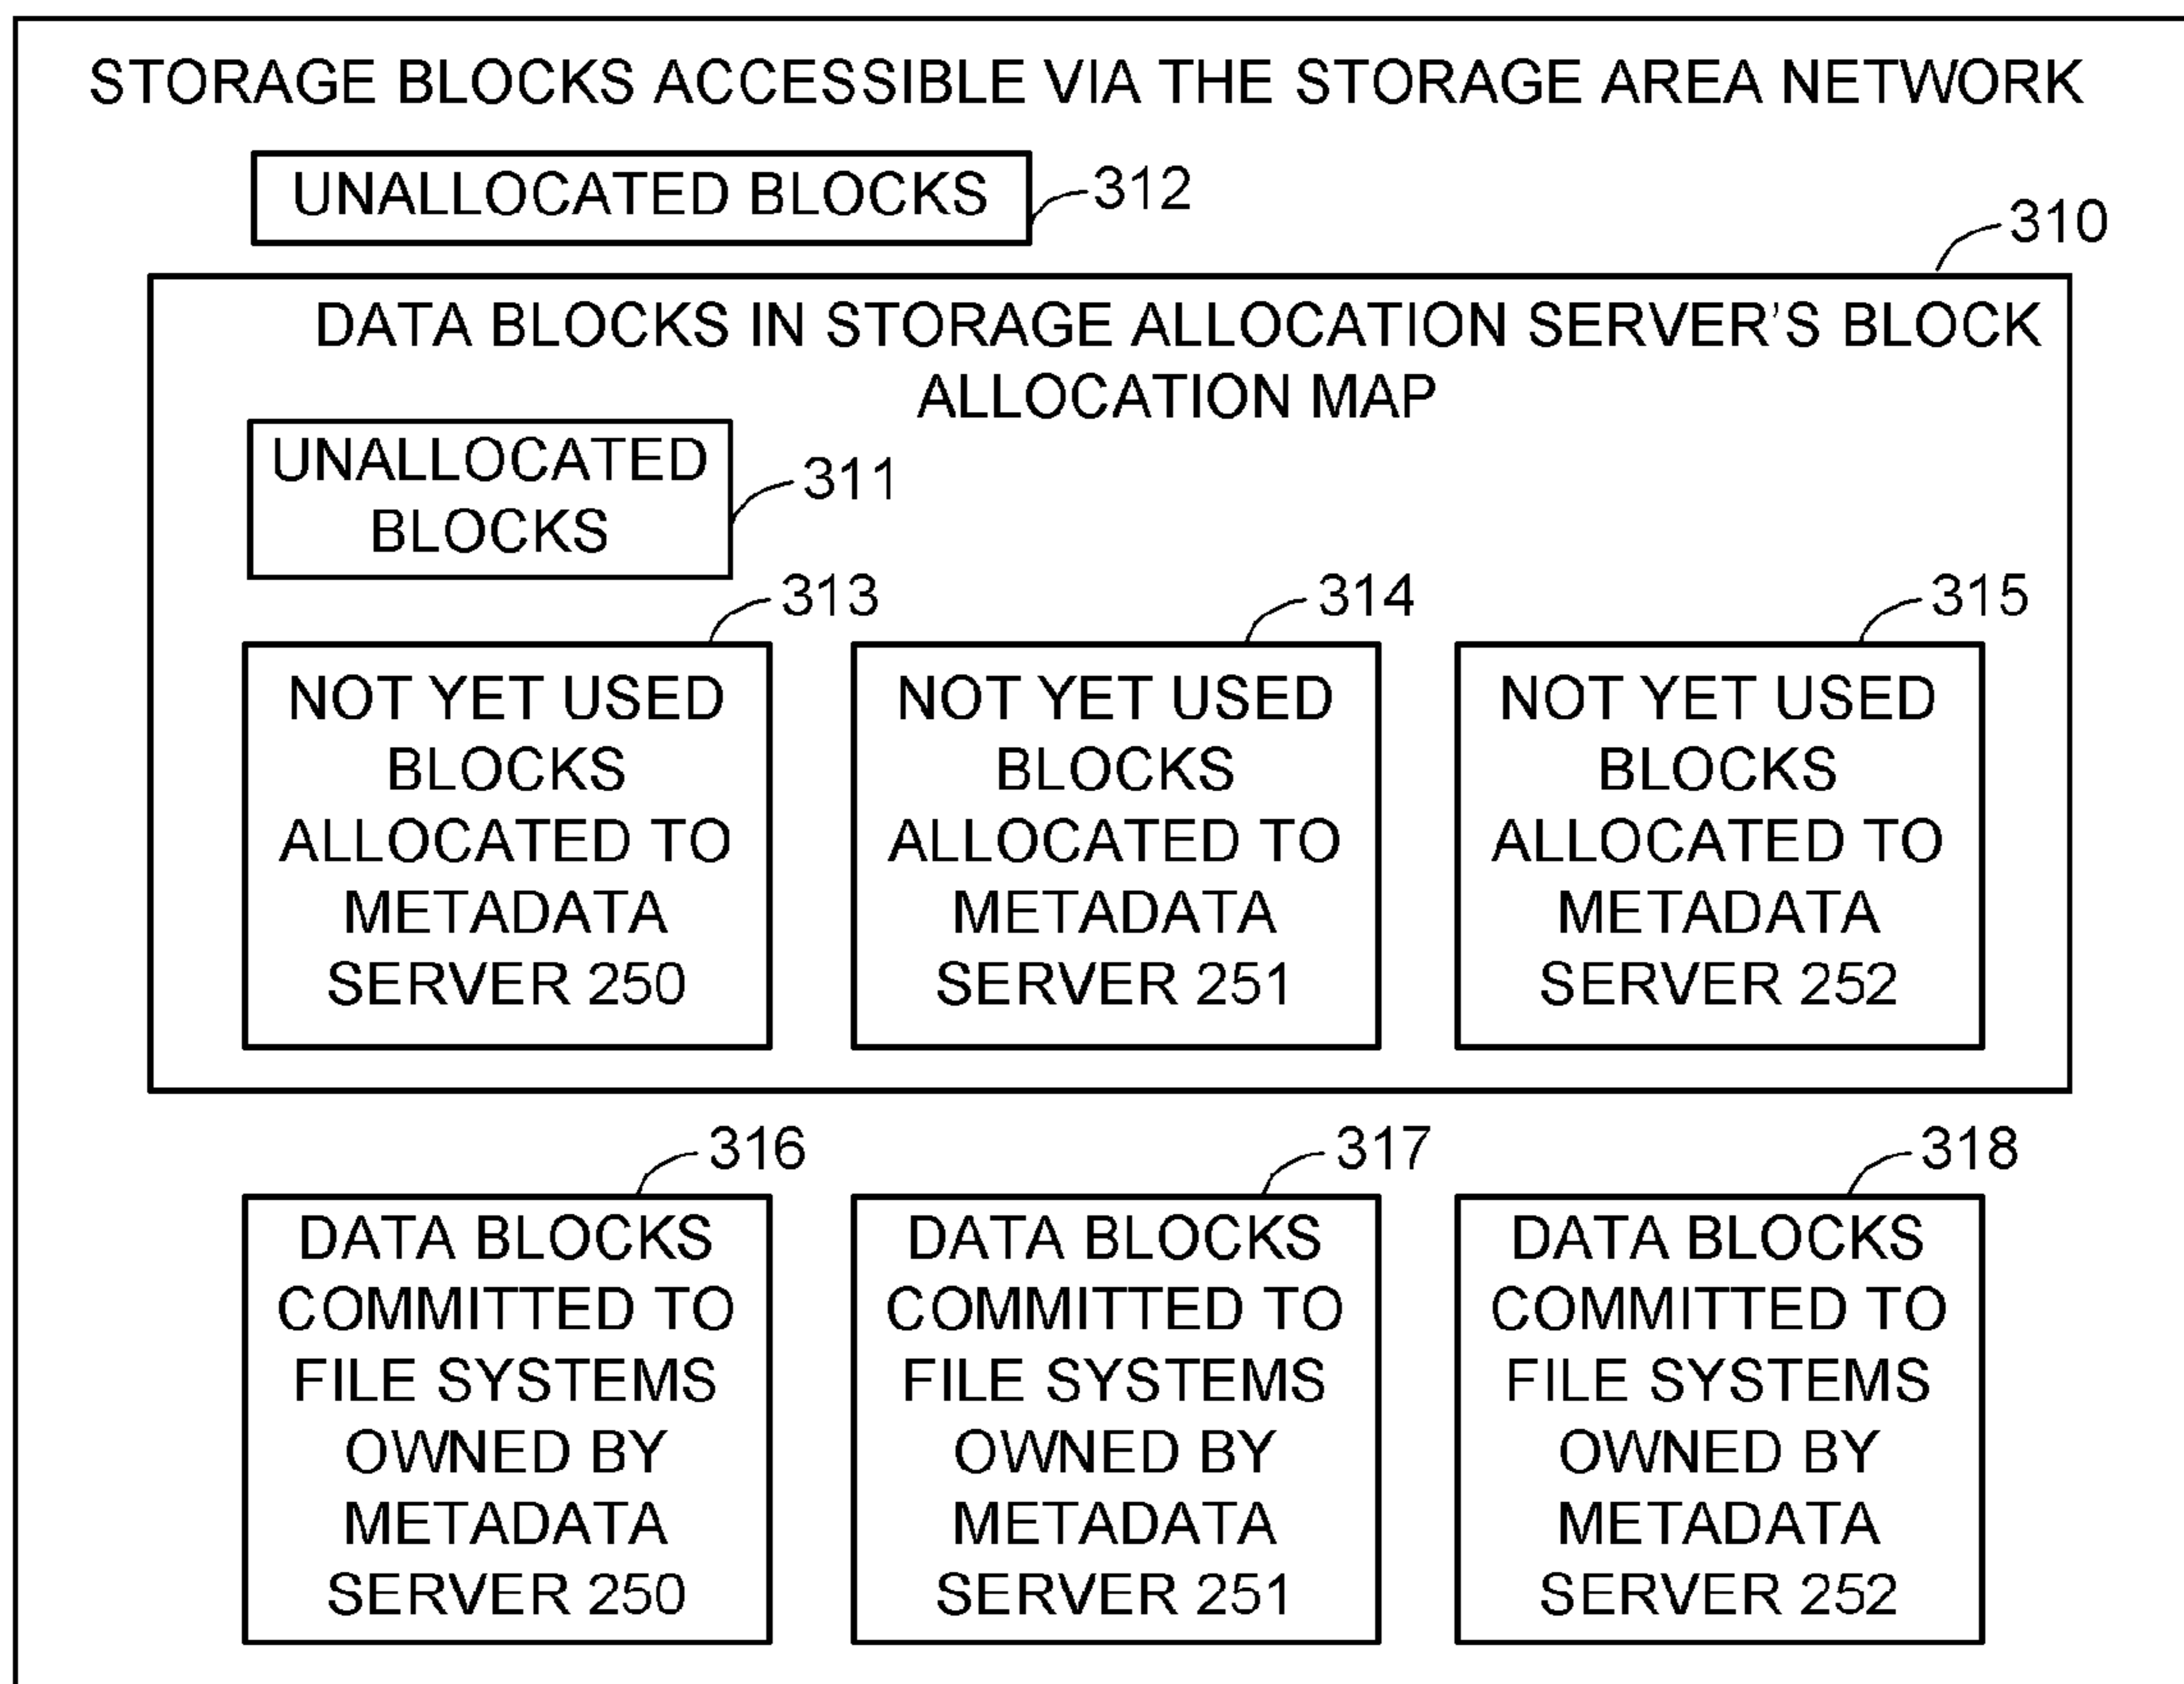 STORAGE BLOCKS ACCESSIBLE VIA THE STORAGE AREA NETWORK
UNALLOCATED BLOCKS
312
310
DATA BLOCKS IN STORAGE ALLOCATION SERVER’S BLOCK
ALLOCATION MAP
UNALLOCATED
BLOCKS
311
313
NOT YET USED
BLOCKS
ALLOCATED TO
METADATA
SERVER 250
314
NOT YET USED
BLOCKS
ALLOCATED TO
METADATA
SERVER 251
315
NOT YET USED
BLOCKS
ALLOCATED TO
METADATA
SERVER 252
316
DATA BLOCKS
COMMITTED TO
FILE SYSTEMS
OWNED BY
METADATA
SERVER 250
317
DATA BLOCKS
COMMITTED TO
FILE SYSTEMS
OWNED BY
METADATA
SERVER 251
318
DATA BLOCKS
COMMITTED TO
FILE SYSTEMS
OWNED BY
METADATA
SERVER 252